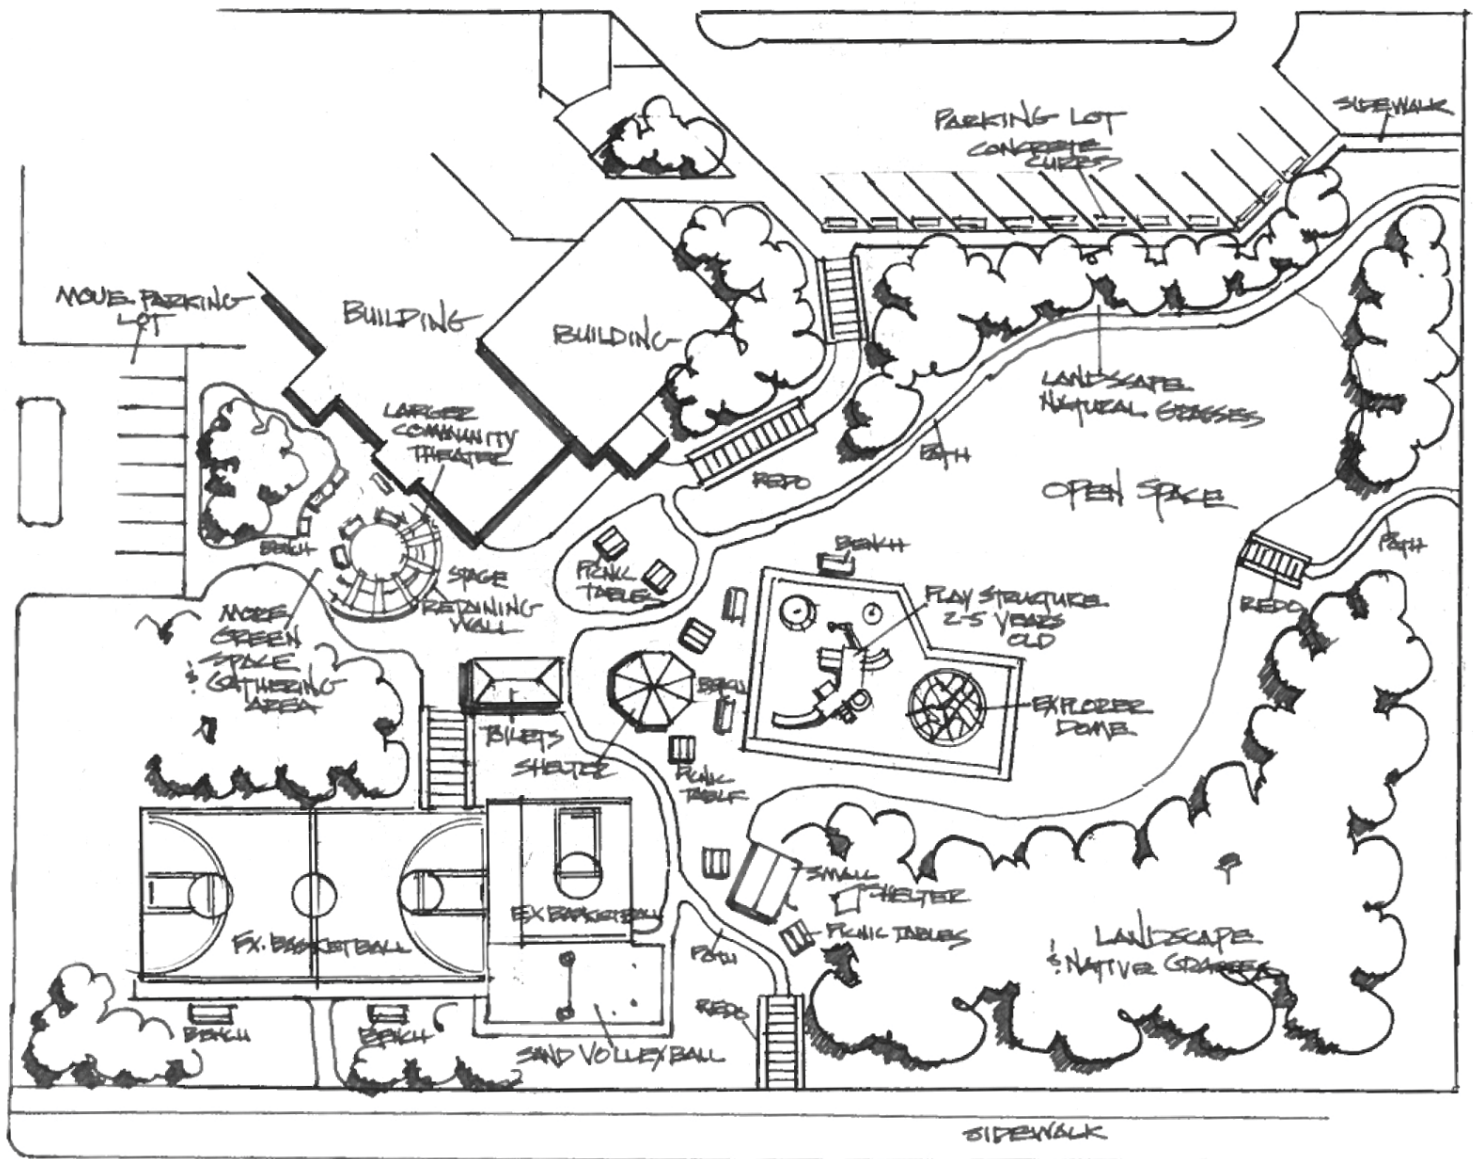 SIDEWALK
PARKING LOT
CONCRETE
CURBS
MOVE PARKING
LOT
BUILDING
BUILDING
LARGER
COMMUNITY
THEATER
LANDSCAPE
NATURAL GRASSES
PATH
REDO
OPEN SPACE
BENCH
BENCH
PATH
PICNIC
TABLES
STAGE
RETAINING
WALL
PLAY STRUCTURE
2-5 YEARS
OLD
REDO
MORE
GREEN
SPACE
& GATHERING
AREA
BENCH
EXPLORER
DOME
TOILETS
SHELTER
PICNIC
TABLE
SMALL
SHELTER
EX BASKETBALL
EX. BASKETBALL
PICNIC TABLES
LANDSCAPE
& NATIVE GRASSES
PATH
REDO
BENCH
BENCH
SAND VOLLEYBALL
SIDEWALK